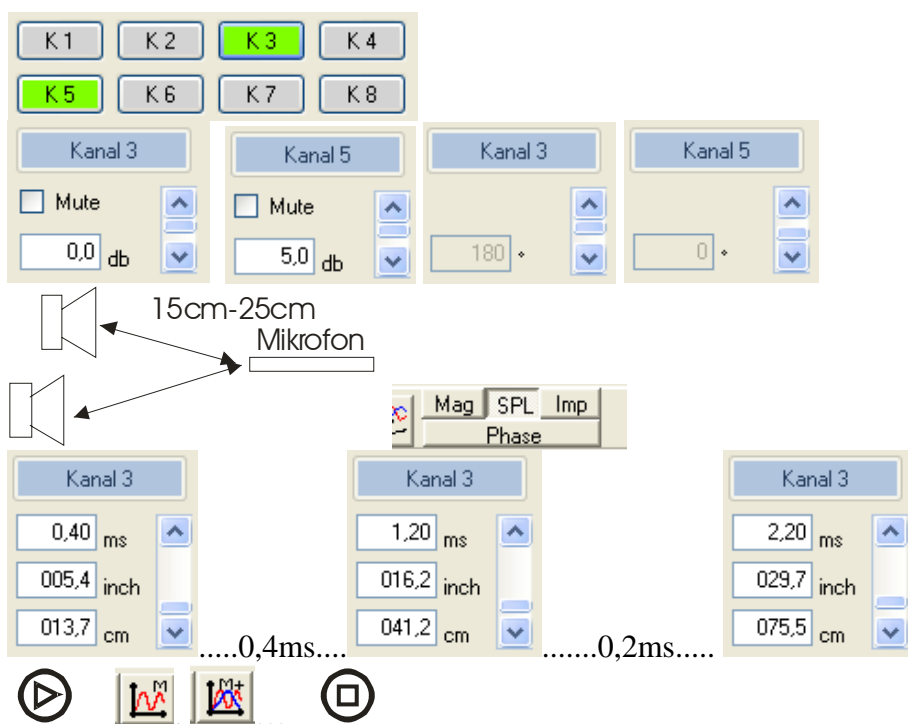 K 1 K 2 K 3 K 4
K 5 K 6 K 7 K 8
Kanal 3 Kanal 5 Kanal 3 Kanal 5
Mute Mute
0,0 db 5,0 db 180 ° 0 °
15cm-25cm
Mikrofon
Mag SPL Imp
Phase
Kanal 3 Kanal 3 Kanal 3
0,40 ms 1,20 ms 2,20 ms
005,4 inch 016,2 inch 029,7 inch
013,7 cm .....0,4ms.... 041,2 cm .......0,2ms..... 075,5 cm
M M+